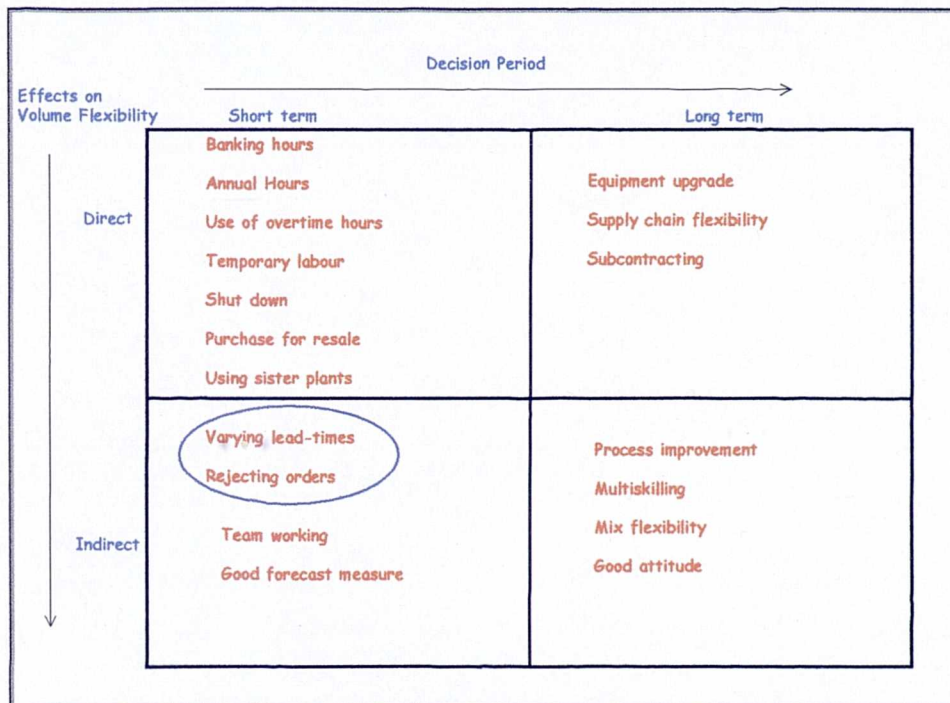 Decision Period
Effects on
Volume Flexibility
Short term
Long term
Direct
Banking hours
Annual Hours
Use of overtime hours
Temporary labour
Shut down
Purchase for resale
Using sister plants
Equipment upgrade
Supply chain flexibility
Subcontracting
Indirect
Varying lead-times
Rejecting orders
Team working
Good forecast measure
Process improvement
Multiskilling
Mix flexibility
Good attitude